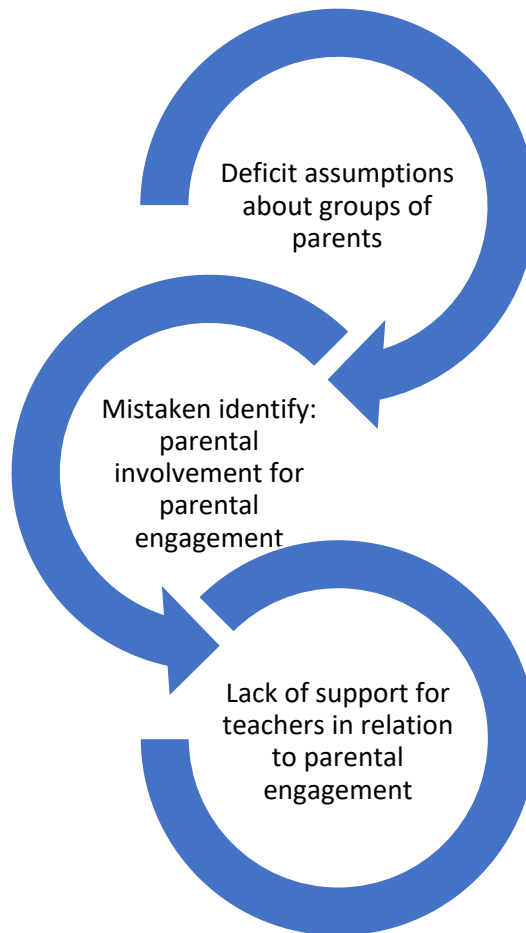 Deficit assumptions
about groups of
parents
Mistaken identify:
parental
involvement for
parental
engagement
Lack of support for
teachers in relation
to parental
engagement